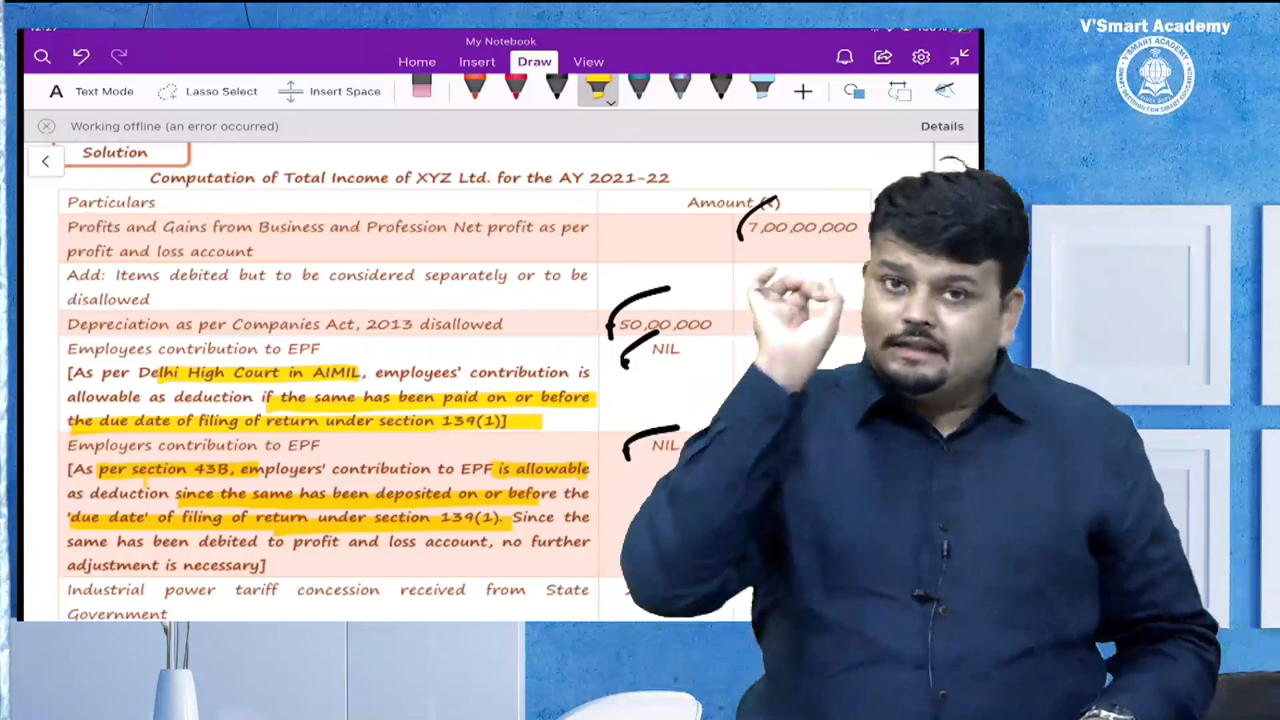 V'Smart Academy
My Notebook
Home Insert Draw View
Text Mode Lasso Select Insert Space
Working offline (an error occurred) Details
Solution
Computation of Total Income of XYZ Ltd. for the AY 2021-22
Particulars Amount (₹)
Profits and Gains from Business and Profession Net profit as per 7,00,00,000
profit and loss account
Add: Items debited but to be considered separately or to be
disallowed
Depreciation as per Companies Act, 2013 disallowed 50,00,000
Employees contribution to EPF NIL
[As per Delhi High Court in AIMIL, employees' contribution is
allowable as deduction if the same has been paid on or before
the due date of filing of return under section 139(1)]
Employers contribution to EPF NIL
[As per section 43B, employers' contribution to EPF is allowable
as deduction since the same has been deposited on or before the
'due date' of filing of return under section 139(1). Since the
same has been debited to profit and loss account, no further
adjustment is necessary]
Industrial power tariff concession received from State
Government